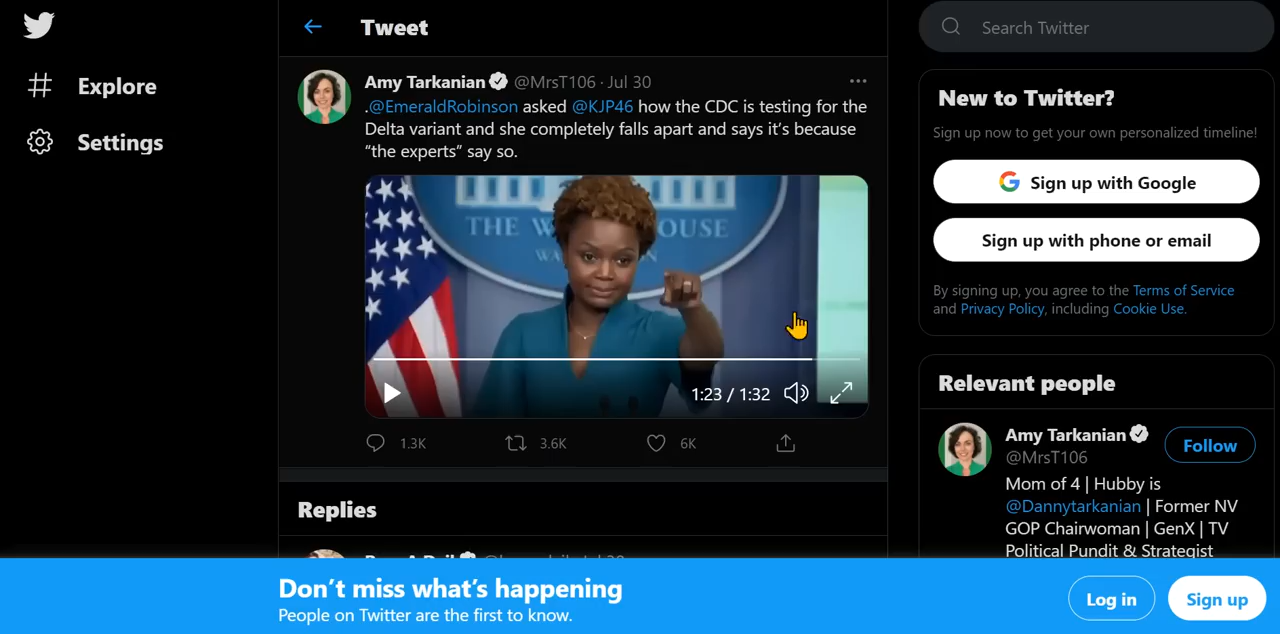 Tweet
Search Twitter
Explore
Settings
Amy Tarkanian @MrsT106 · Jul 30
.@EmeraldRobinson asked @KJP46 how the CDC is testing for the
Delta variant and she completely falls apart and says it’s because
“the experts” say so.
THE W OUSE
WA N
1:23 / 1:32
1.3K 3.6K 6K
Replies
New to Twitter?
Sign up now to get your own personalized timeline!
Sign up with Google
Sign up with phone or email
By signing up, you agree to the Terms of Service
and Privacy Policy, including Cookie Use.
Relevant people
Amy Tarkanian
@MrsT106
Follow
Mom of 4 | Hubby is
@Dannytarkanian | Former NV
GOP Chairwoman | GenX | TV
Political Pundit & Strategist
Don’t miss what’s happening
People on Twitter are the first to know.
Log in
Sign up